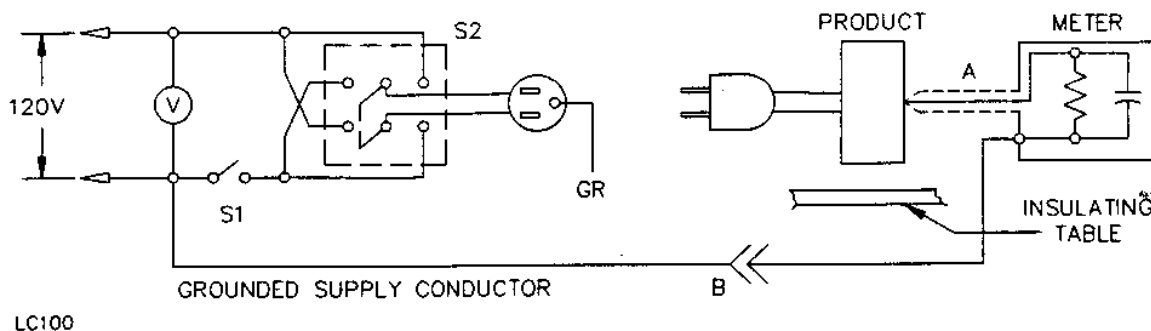 PRODUCT
METER
S2
A
120V
V
GR
S1
INSULATING
TABLE
GROUNDED SUPPLY CONDUCTOR
B
LC100